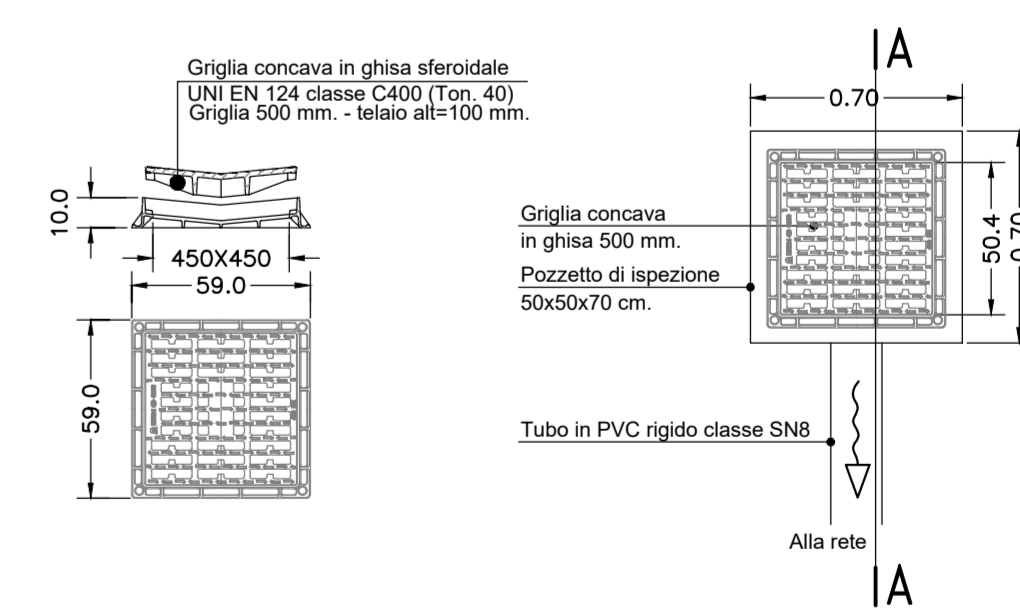 Griglia concava in ghisa sferoidale
UNI EN 124 classe C400 (Ton. 40)
Griglia 500 mm. - telaio alt=100 mm.
10.0
450X450
59.0
59.0
A
0.70
Griglia concava
in ghisa 500 mm.
Pozzetto di ispezione
50x50x70 cm.
50.4
0.70
Tubo in PVC rigido classe SN8
Alla rete
A